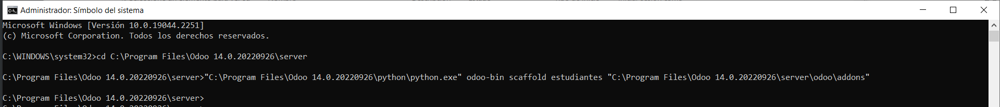 Administrador: Símbolo del sistema
Microsoft Windows [Versión 10.0.19044.2251]
(c) Microsoft Corporation. Todos los derechos reservados.
C:\WINDOWS\system32>cd C:\Program Files\Odoo 14.0.20220926\server
C:\Program Files\Odoo 14.0.20220926\server>"C:\Program Files\Odoo 14.0.20220926\python\python.exe" odoo-bin scaffold estudiantes "C:\Program Files\Odoo 14.0.20220926\server\odoo\addons"
C:\Program Files\Odoo 14.0.20220926\server>